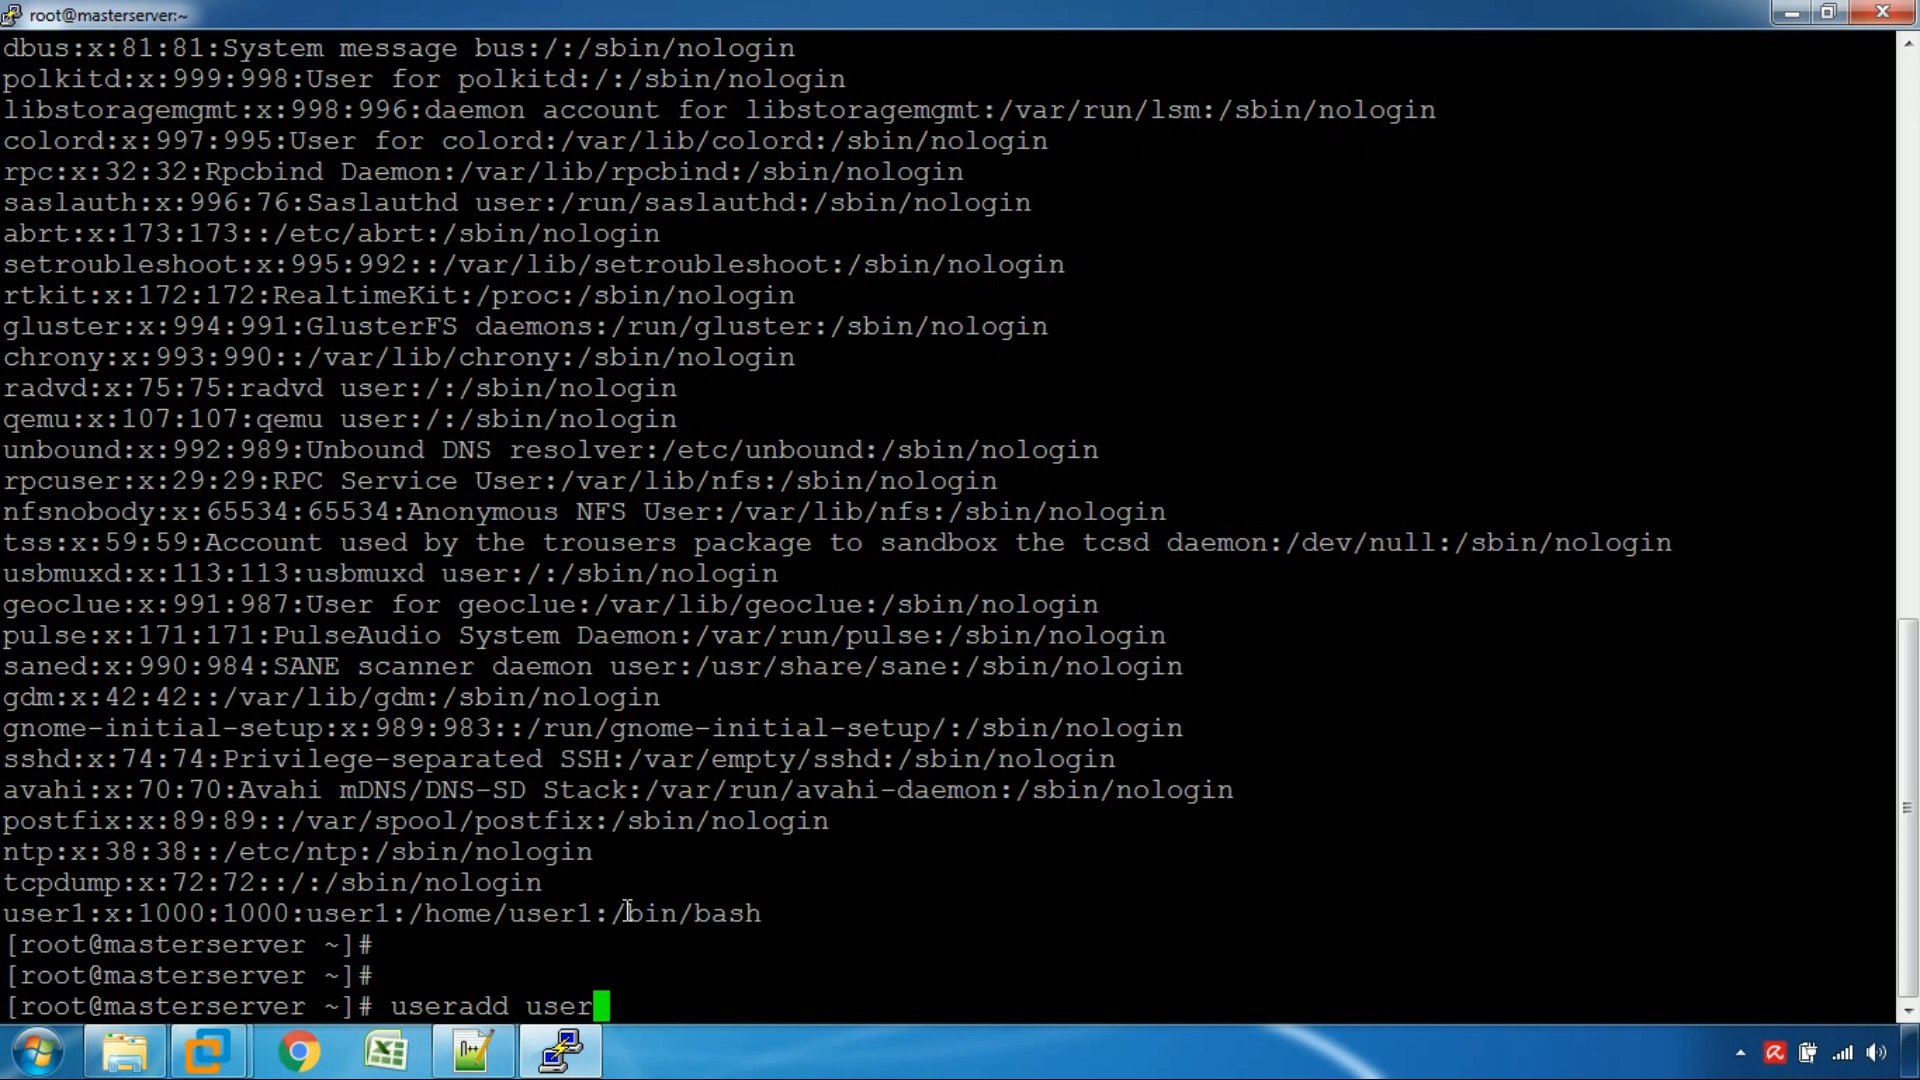 root@masterserver:~
dbus:x:81:81:System message bus:/:/sbin/nologin
polkitd:x:999:998:User for polkitd:/:/sbin/nologin
libstoragemgmt:x:998:996:daemon account for libstoragemgmt:/var/run/lsm:/sbin/nologin
colord:x:997:995:User for colord:/var/lib/colord:/sbin/nologin
rpc:x:32:32:Rpcbind Daemon:/var/lib/rpcbind:/sbin/nologin
saslauth:x:996:76:Saslauthd user:/run/saslauthd:/sbin/nologin
abrt:x:173:173::/etc/abrt:/sbin/nologin
setroubleshoot:x:995:992::/var/lib/setroubleshoot:/sbin/nologin
rtkit:x:172:172:RealtimeKit:/proc:/sbin/nologin
gluster:x:994:991:GlusterFS daemons:/run/gluster:/sbin/nologin
chrony:x:993:990::/var/lib/chrony:/sbin/nologin
radvd:x:75:75:radvd user:/:/sbin/nologin
qemu:x:107:107:qemu user:/:/sbin/nologin
unbound:x:992:989:Unbound DNS resolver:/etc/unbound:/sbin/nologin
rpcuser:x:29:29:RPC Service User:/var/lib/nfs:/sbin/nologin
nfsnobody:x:65534:65534:Anonymous NFS User:/var/lib/nfs:/sbin/nologin
tss:x:59:59:Account used by the trousers package to sandbox the tcsd daemon:/dev/null:/sbin/nologin
usbmuxd:x:113:113:usbmuxd user:/:/sbin/nologin
geoclue:x:991:987:User for geoclue:/var/lib/geoclue:/sbin/nologin
pulse:x:171:171:PulseAudio System Daemon:/var/run/pulse:/sbin/nologin
saned:x:990:984:SANE scanner daemon user:/usr/share/sane:/sbin/nologin
gdm:x:42:42::/var/lib/gdm:/sbin/nologin
gnome-initial-setup:x:989:983::/run/gnome-initial-setup/:/sbin/nologin
sshd:x:74:74:Privilege-separated SSH:/var/empty/sshd:/sbin/nologin
avahi:x:70:70:Avahi mDNS/DNS-SD Stack:/var/run/avahi-daemon:/sbin/nologin
postfix:x:89:89::/var/spool/postfix:/sbin/nologin
ntp:x:38:38::/etc/ntp:/sbin/nologin
tcpdump:x:72:72::/:/sbin/nologin
user1:x:1000:1000:user1:/home/user1:/bin/bash
[root@masterserver ~]#
[root@masterserver ~]#
[root@masterserver ~]# useradd user